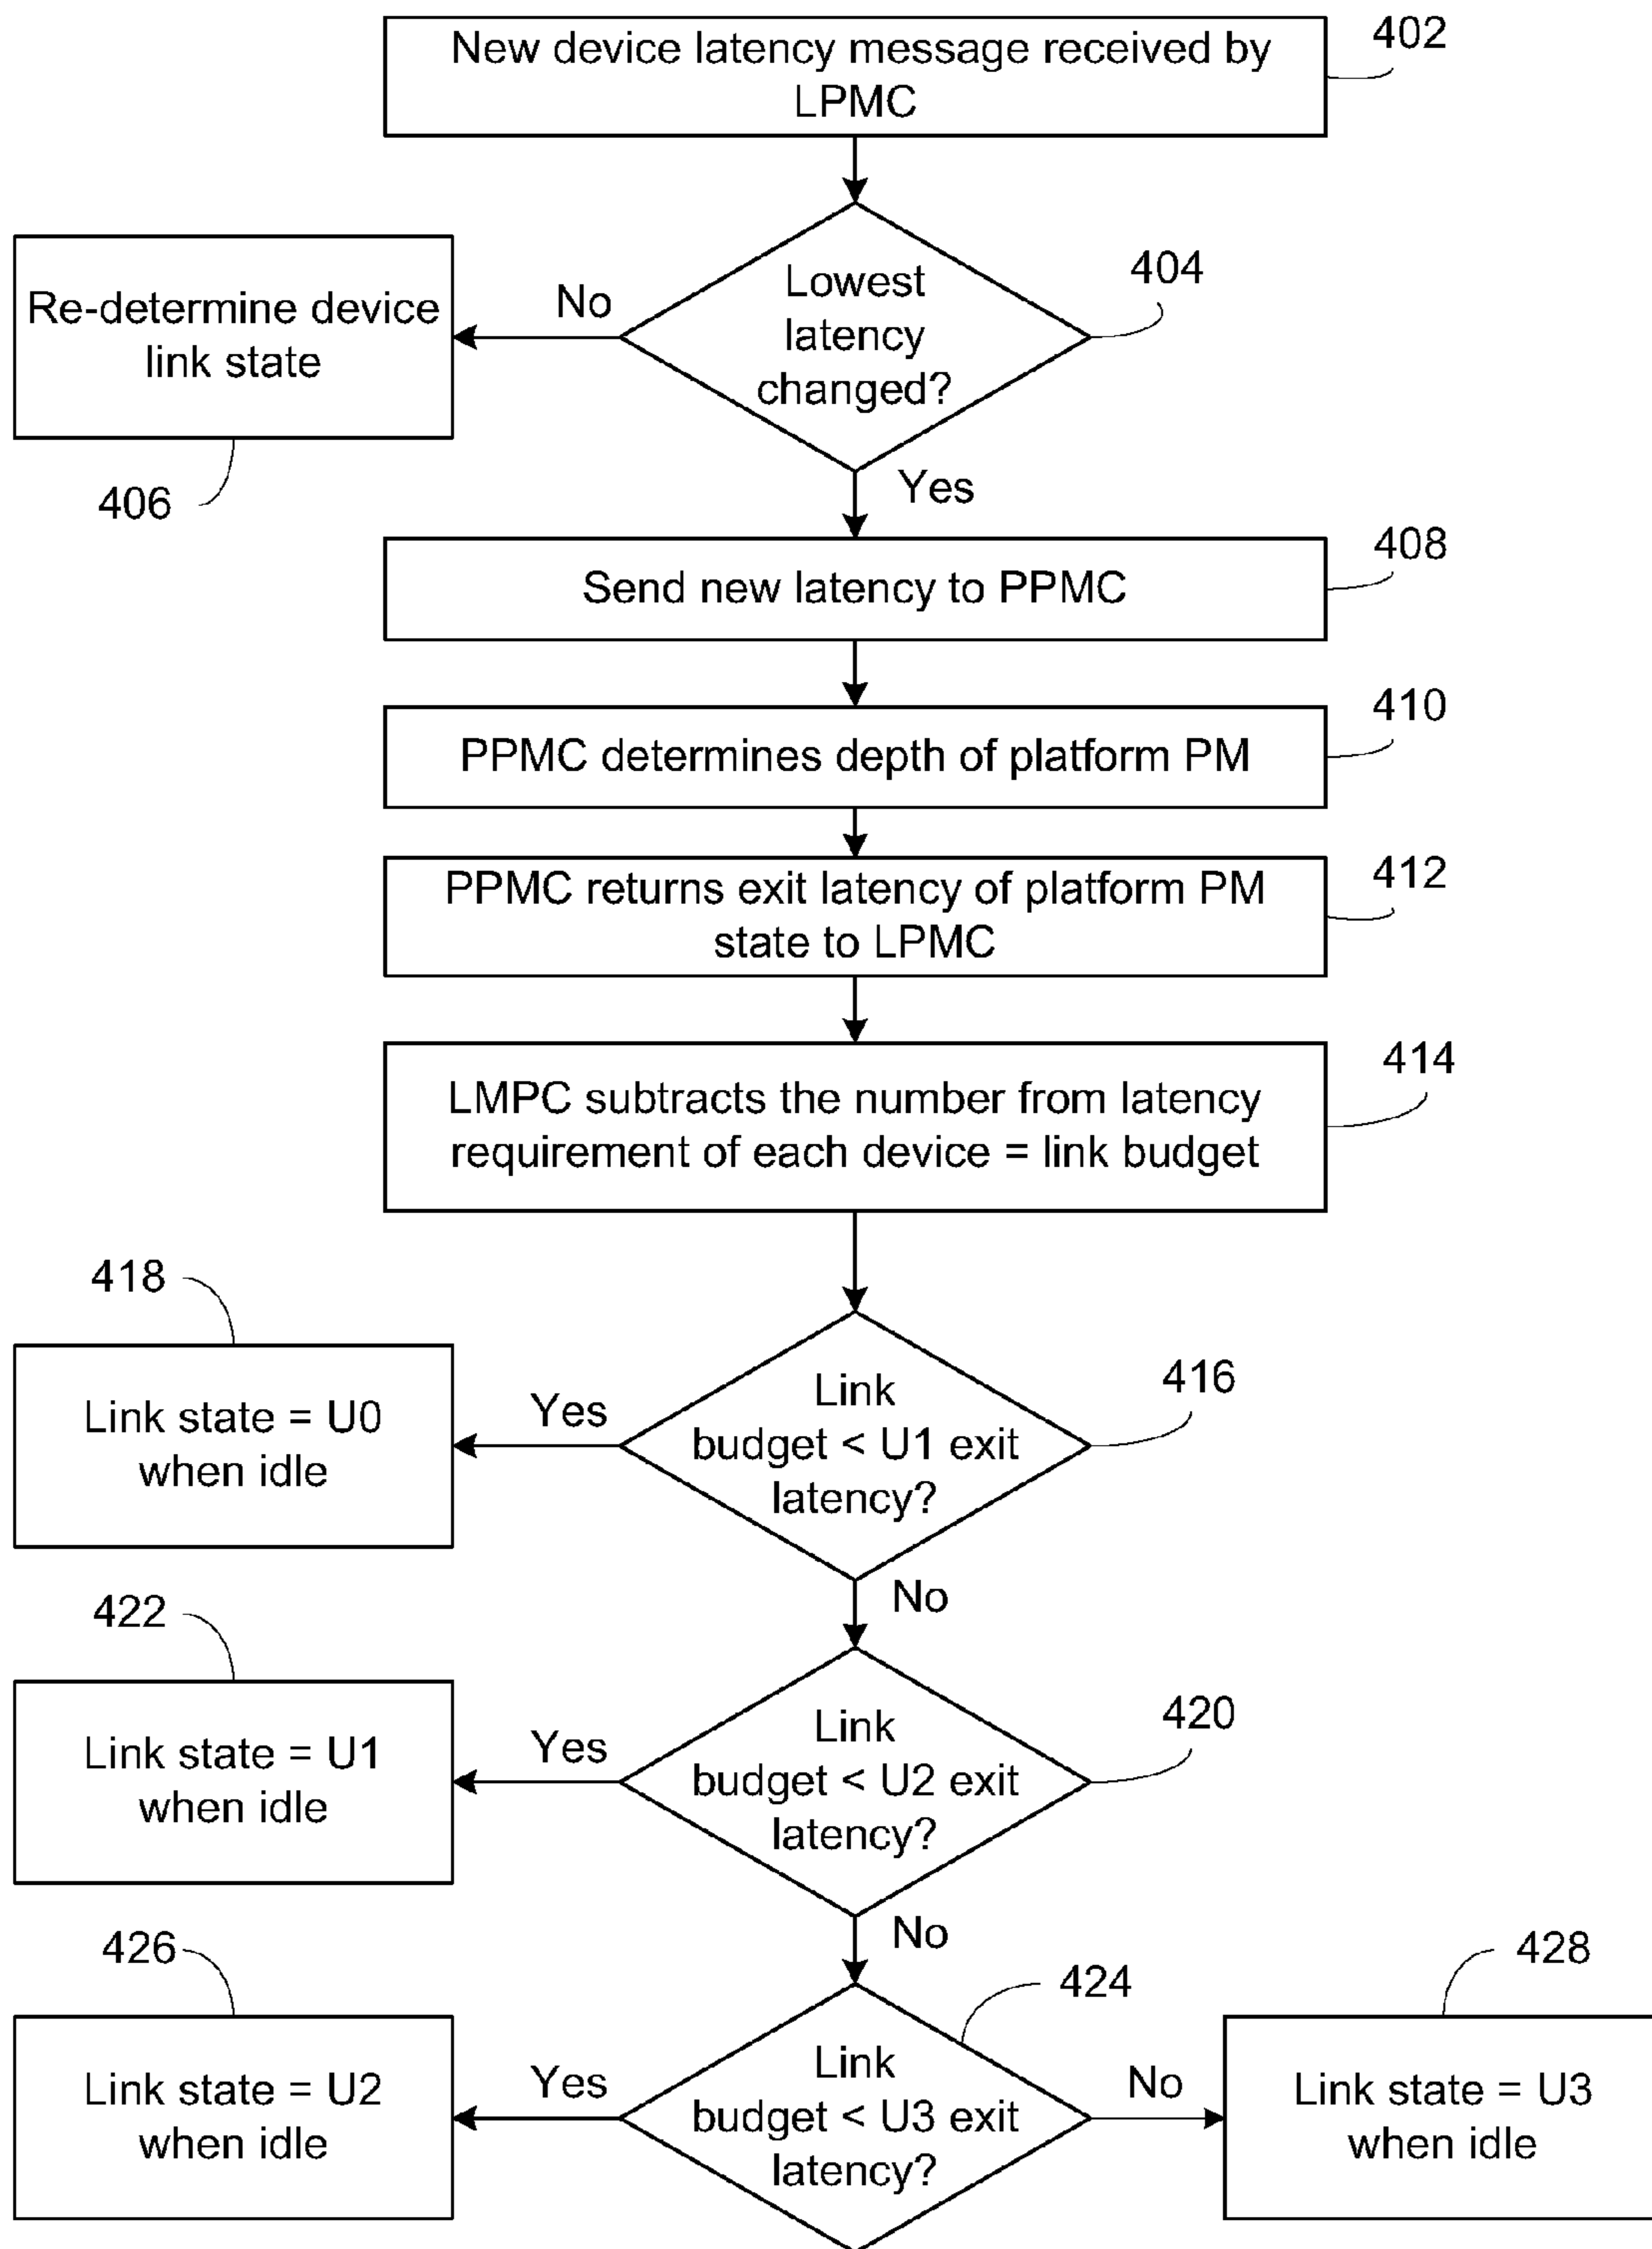 New device latency message received by
LPMC
402
Lowest
latency
changed?
404
No
Re-determine device
link state
406
Yes
Send new latency to PPMC
408
PPMC determines depth of platform PM
410
PPMC returns exit latency of platform PM
state to LPMC
412
LMPC subtracts the number from latency
requirement of each device = link budget
414
Link
budget < U1 exit
latency?
416
Yes
418
Link state = U0
when idle
No
Link
budget < U2 exit
latency?
420
Yes
422
Link state = U1
when idle
No
Link
budget < U3 exit
latency?
424
Yes
426
Link state = U2
when idle
No
428
Link state = U3
when idle